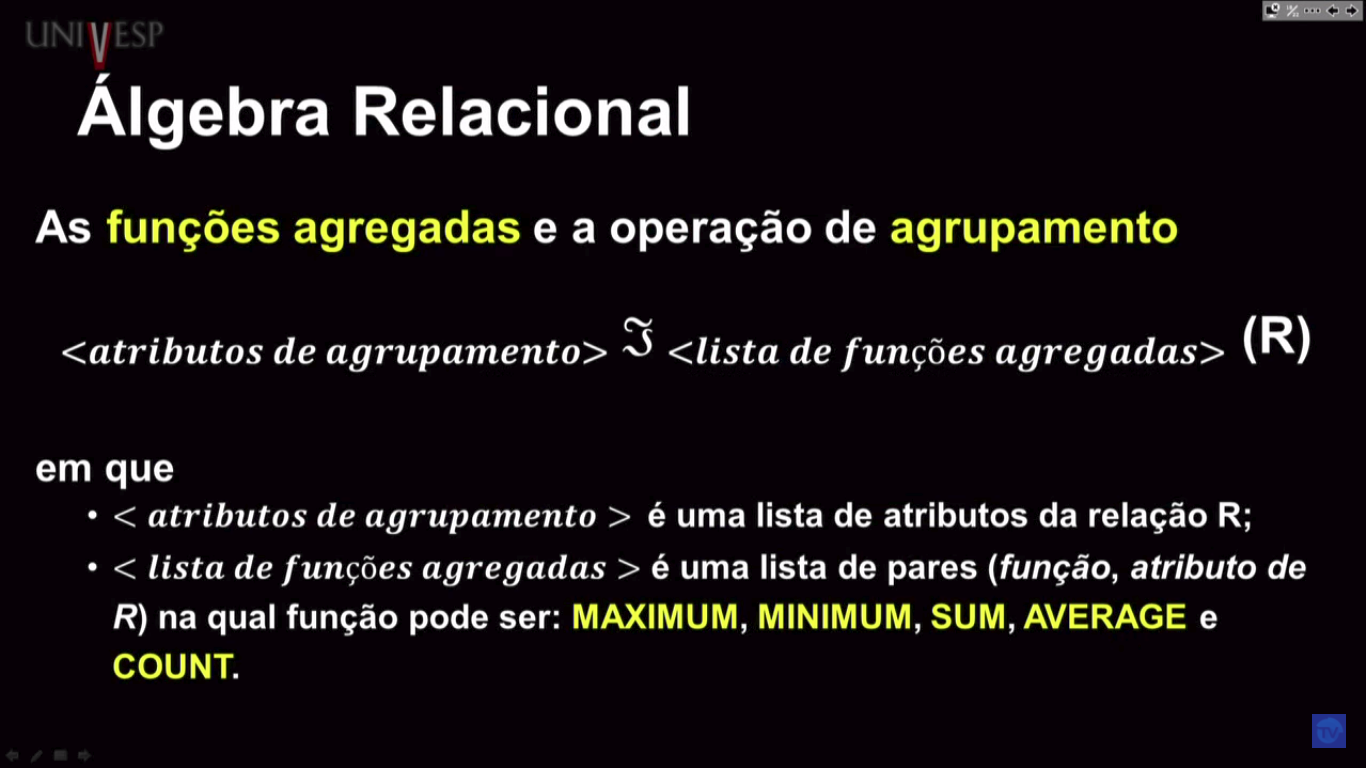 UNIVESP
Álgebra Relacional
As funções agregadas e a operação de agrupamento
<atributos de agrupamento> ℑ <lista de funções agregadas> (R)
em que
• < atributos de agrupamento > é uma lista de atributos da relação R;
• < lista de funções agregadas > é uma lista de pares (função, atributo de
R) na qual função pode ser: MAXIMUM, MINIMUM, SUM, AVERAGE e
COUNT.
TV